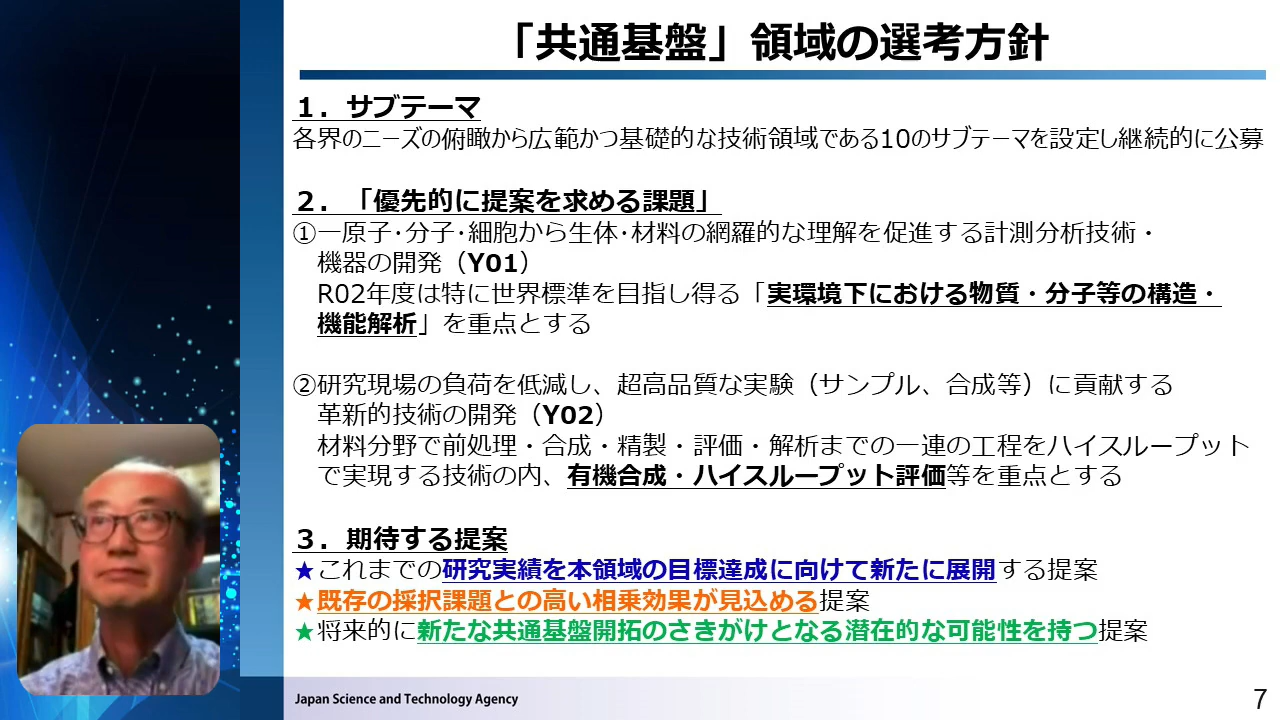 「共通基盤」領域の選考方針
１．サブテーマ
各界のニーズの俯瞰から広範かつ基礎的な技術領域である10のサブテーマを設定し継続的に公募
２．「優先的に提案を求める課題」
①一原子･分子･細胞から生体･材料の網羅的な理解を促進する計測分析技術・
機器の開発（Y01）
R02年度は特に世界標準を目指し得る「実環境下における物質・分子等の構造・
機能解析」を重点とする
②研究現場の負荷を低減し、超高品質な実験（サンプル、合成等）に貢献する
革新的技術の開発（Y02）
材料分野で前処理・合成・精製・評価・解析までの一連の工程をハイスループット
で実現する技術の内、有機合成・ハイスループット評価等を重点とする
３．期待する提案
★これまでの研究実績を本領域の目標達成に向けて新たに展開する提案
★既存の採択課題との高い相乗効果が見込める提案
★将来的に新たな共通基盤開拓のさきがけとなる潜在的な可能性を持つ提案
Japan Science and Technology Agency
7